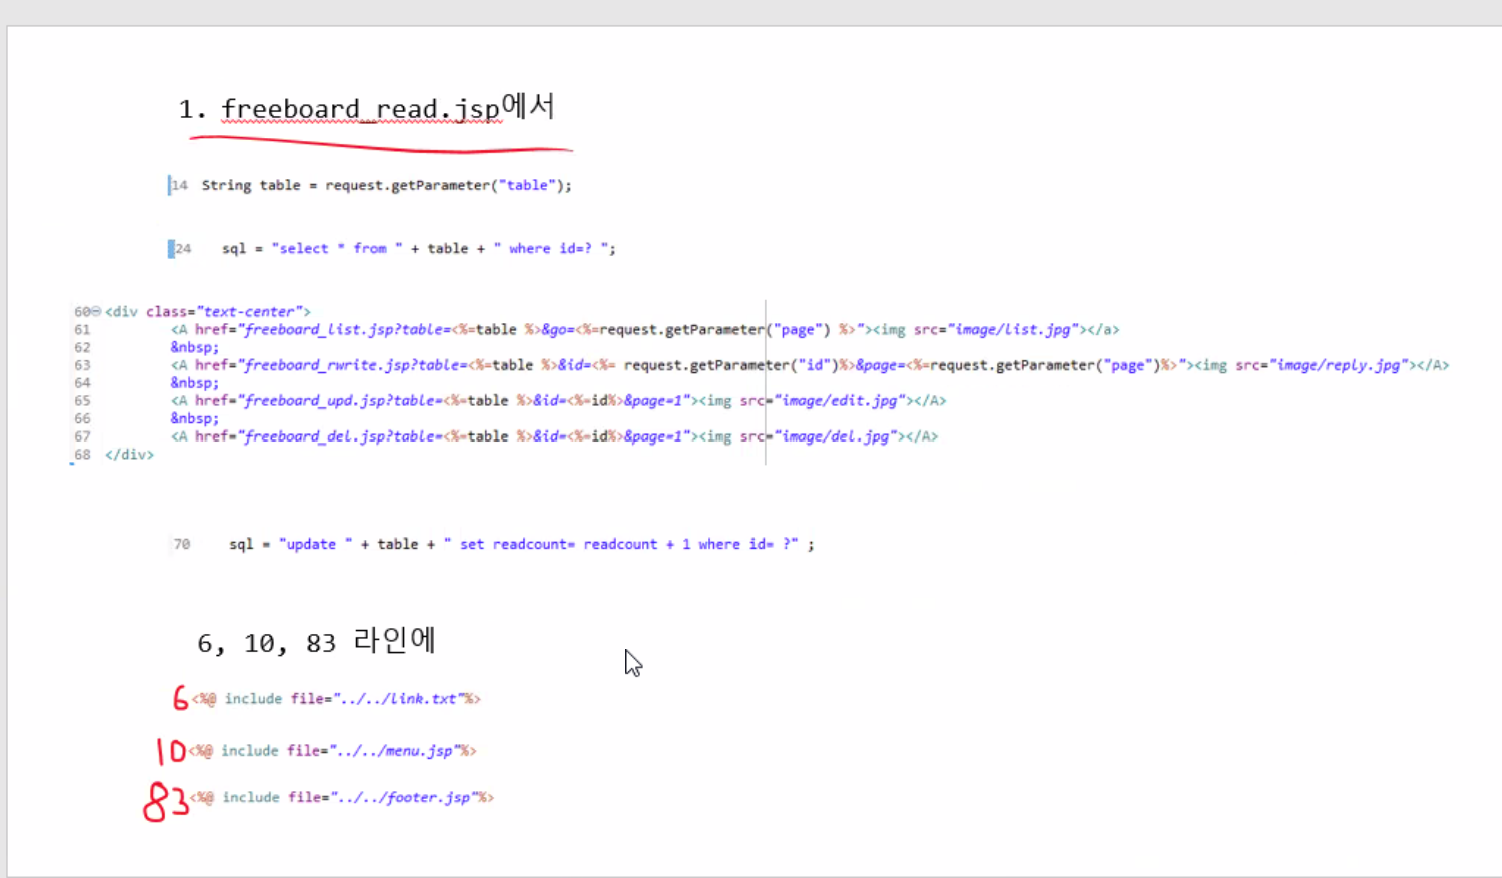 1. freeboard_read.jsp에서
14 String table = request.getParameter("table");
24 sql = "select * from " + table + " where id=? ";
60 <div class="text-center">
61 <A href="freeboard_list.jsp?table=<%=table %>&go=<%=request.getParameter("page") %>"><img src="image/list.jpg"></a>
62 &nbsp;
63 <A href="freeboard_rwrite.jsp?table=<%=table %>&id=<%= request.getParameter("id")%>&page=<%=request.getParameter("page")%>"><img src="image/reply.jpg"></A>
64 &nbsp;
65 <A href="freeboard_upd.jsp?table=<%=table %>&id=<%=id%>&page=1"><img src="image/edit.jpg"></A>
66 &nbsp;
67 <A href="freeboard_del.jsp?table=<%=table %>&id=<%=id%>&page=1"><img src="image/del.jpg"></A>
68 </div>
70 sql = "update " + table + " set readcount= readcount + 1 where id= ?" ;
6, 10, 83 라인에
6 <%@ include file="../../link.txt"%>
10 <%@ include file="../../menu.jsp"%>
83 <%@ include file="../../footer.jsp"%>